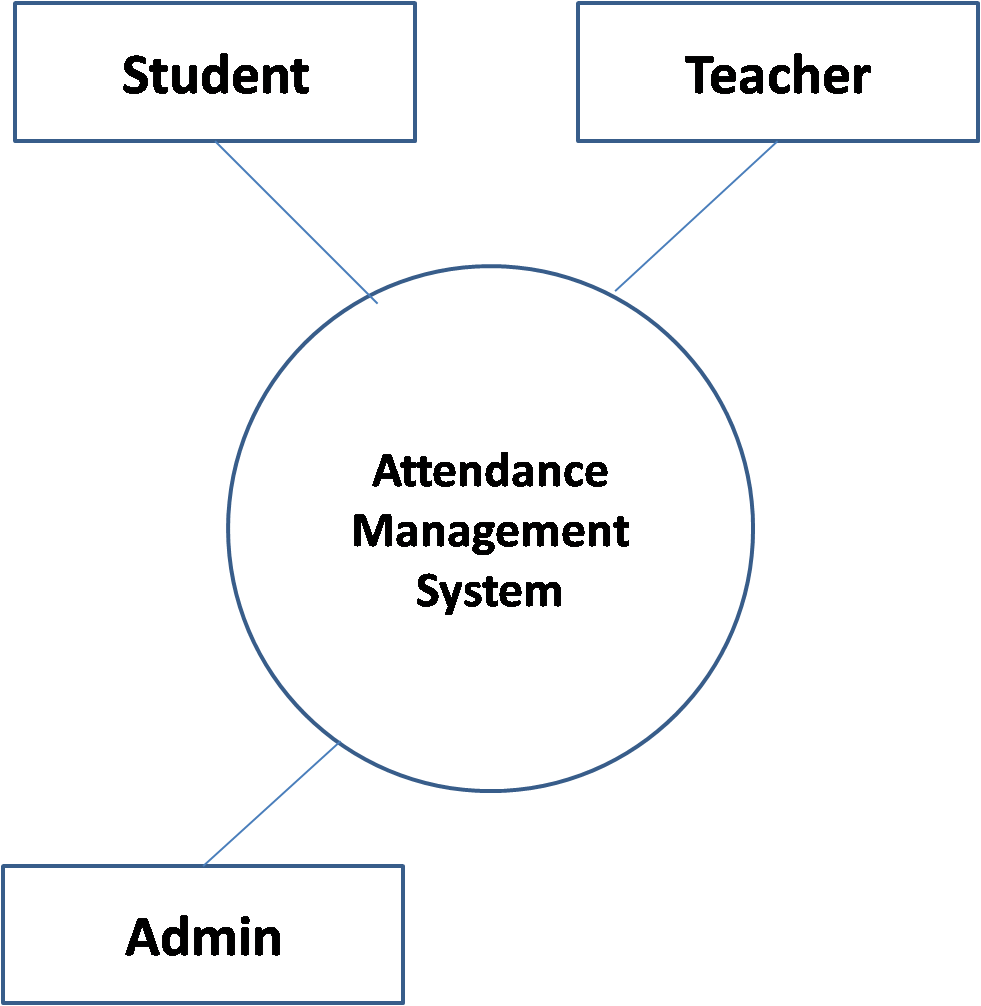 Student
Teacher
Attendance
Management
System
Admin